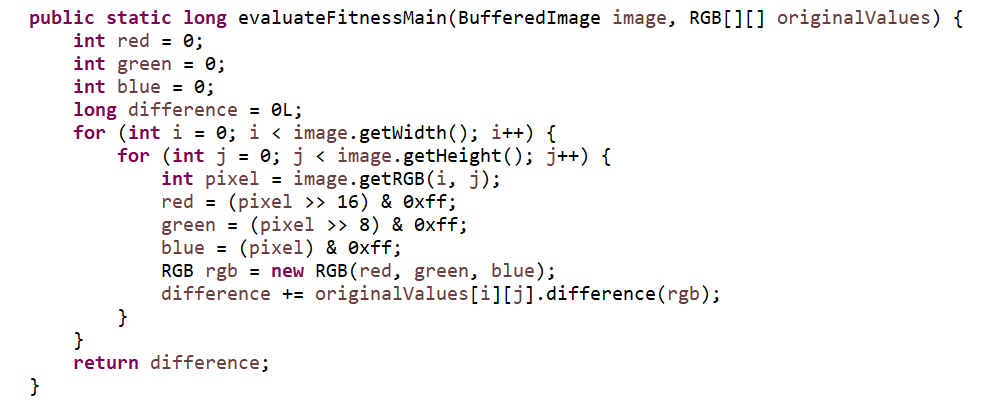 public static long evaluateFitnessMain(BufferedImage image, RGB[][] originalValues) {
    int red = 0;
    int green = 0;
    int blue = 0;
    long difference = 0L;
    for (int i = 0; i < image.getWidth(); i++) {
        for (int j = 0; j < image.getHeight(); j++) {
            int pixel = image.getRGB(i, j);
            red = (pixel >> 16) & 0xff;
            green = (pixel >> 8) & 0xff;
            blue = (pixel) & 0xff;
            RGB rgb = new RGB(red, green, blue);
            difference += originalValues[i][j].difference(rgb);
        }
    }
    return difference;
}